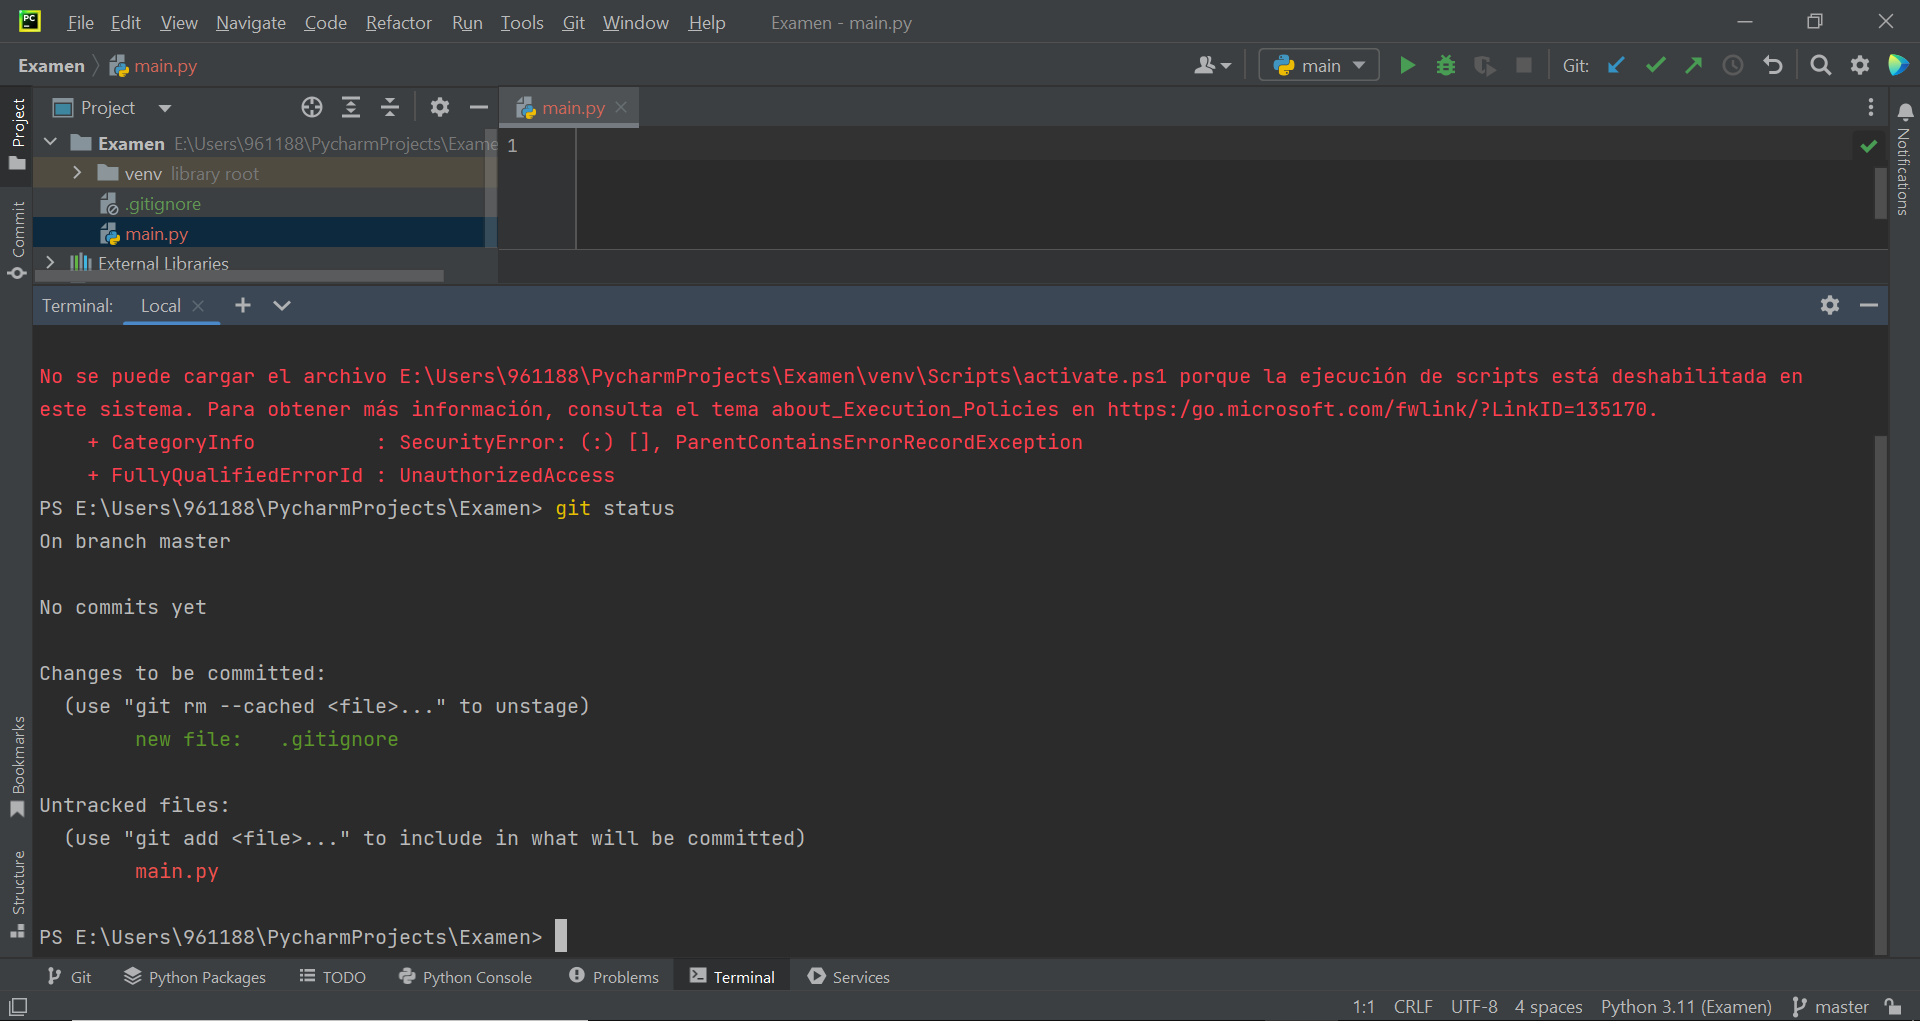 PC File Edit View Navigate Code Refactor Run Tools Git Window Help Examen - main.py
Examen main.py main Git:
Project main.py
Project
Examen E:\Users\961188\PycharmProjects\Exame
1
venv library root
.gitignore
main.py
External Libraries
Commit
Notifications
Terminal: Local
No se puede cargar el archivo E:\Users\961188\PycharmProjects\Examen\venv\Scripts\activate.ps1 porque la ejecución de scripts está deshabilitada en
este sistema. Para obtener más información, consulta el tema about_Execution_Policies en https:/go.microsoft.com/fwlink/?LinkID=135170.
+ CategoryInfo : SecurityError: (:) [], ParentContainsErrorRecordException
+ FullyQualifiedErrorId : UnauthorizedAccess
PS E:\Users\961188\PycharmProjects\Examen> git status
On branch master
No commits yet
Changes to be committed:
(use "git rm --cached <file>..." to unstage)
new file: .gitignore
Untracked files:
(use "git add <file>..." to include in what will be committed)
main.py
PS E:\Users\961188\PycharmProjects\Examen>
Bookmarks
Structure
Git Python Packages TODO Python Console Problems Terminal Services
1:1 CRLF UTF-8 4 spaces Python 3.11 (Examen) master